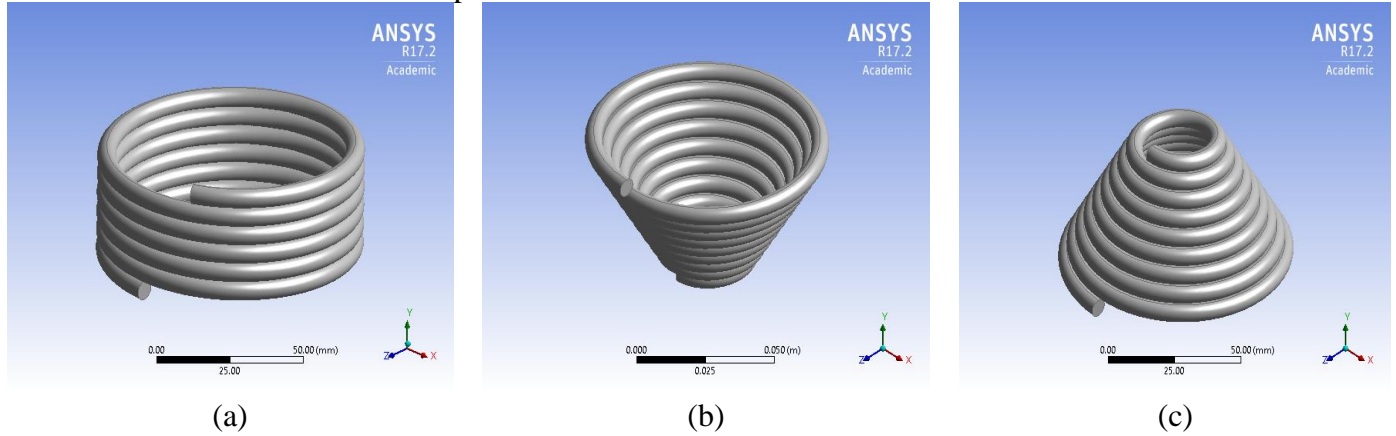 ANSYS
R17.2
Academic
Y
Z
X
0.00
50.00 (mm)
25.00
(a)
ANSYS
R17.2
Academic
Y
Z
X
0.000
0.050 (m)
0.025
(b)
ANSYS
R17.2
Academic
Y
Z
X
0.00
50.00 (mm)
25.00
(c)